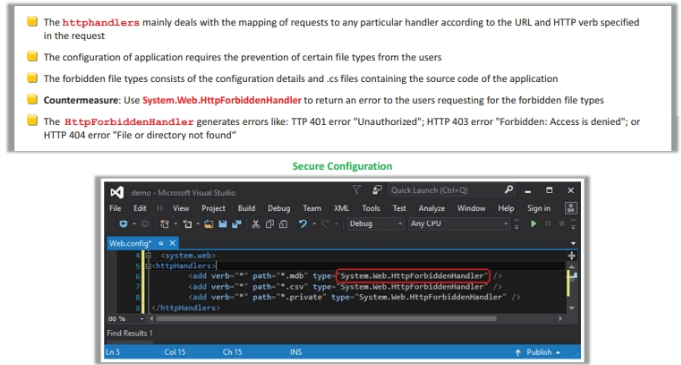 The httphandlers mainly deals with the mapping of requests to any particular handler according to the URL and HTTP verb specified
in the request
The configuration of application requires the prevention of certain file types from the users
The forbidden file types consists of the configuration details and .cs files containing the source code of the application
Countermeasure: Use System.Web.HttpForbiddenHandler to return an error to the users requesting for the forbidden file types
The HttpForbiddenHandler generates errors like: TTP 401 error "Unauthorized"; HTTP 403 error "Forbidden: Access is denied"; or
HTTP 404 error "File or directory not found"
Secure Configuration
demo - Microsoft Visual Studio Quick Launch (Ctrl+Q)
File Edit View Project Build Debug Team XML Tools Test Analyze Window Help Sign in
Debug Any CPU
Web.config*
4 <system.web>
5 <httpHandlers>
6 <add verb="*" path="*.mdb" type="System.Web.HttpForbiddenHandler" />
7 <add verb="*" path="*.csv" type="System.Web.HttpForbiddenHandler" />
8 <add verb="*" path="*.private" type="System.Web.HttpForbiddenHandler" />
9 </httpHandlers>
Find Results 1
Ln 5 Col 15 Ch 15 INS Publish